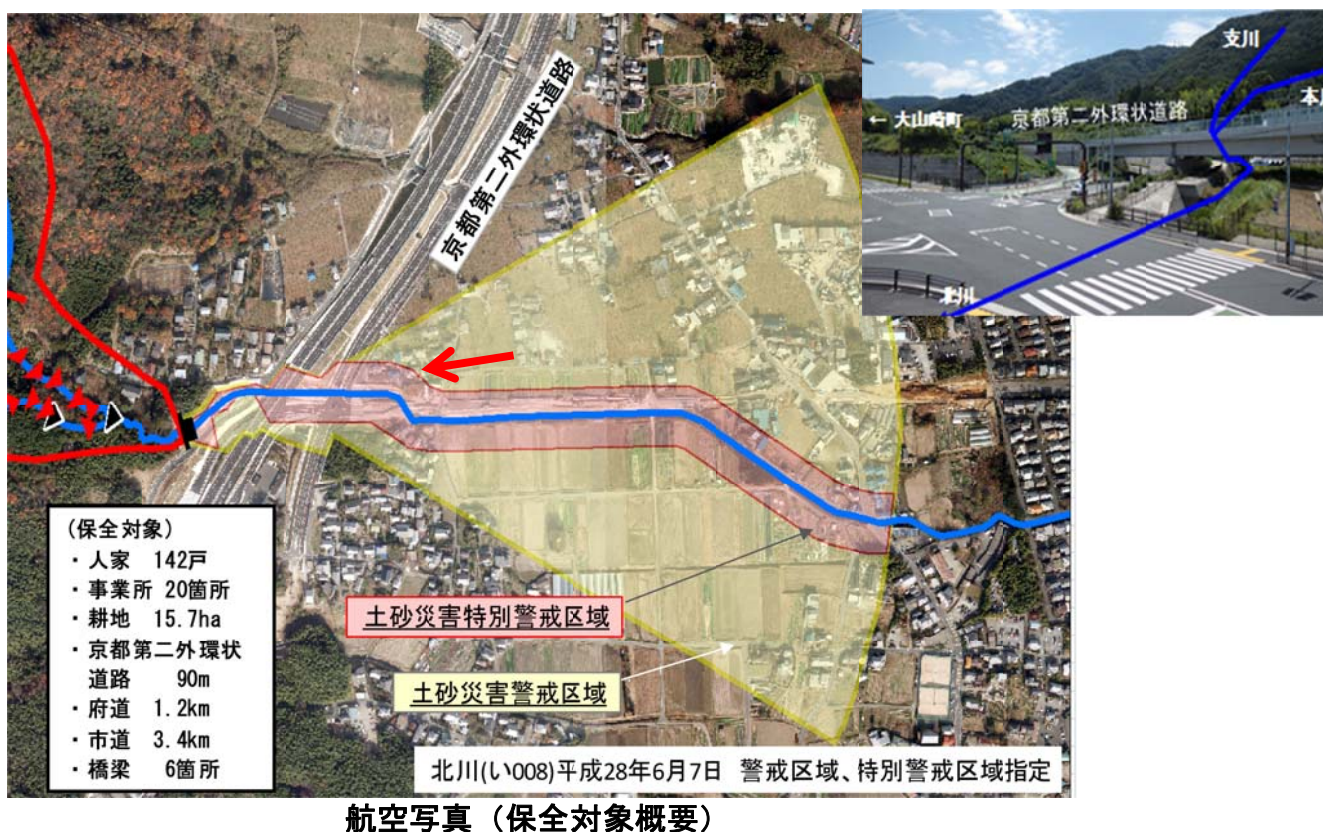 京都第二外環状道路
支川
本川
← 大山崎町
京都第二外環状道路
北川
(保全対象)
・人家 142戸
・事業所 20箇所
・耕地 15.7ha
・京都第二外環状
道路 90m
・府道 1.2km
・市道 3.4km
・橋梁 6箇所
土砂災害特別警戒区域
土砂災害警戒区域
北川(い008)平成28年6月7日 警戒区域、特別警戒区域指定
航空写真(保全対象概要)